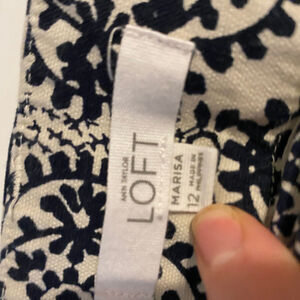 ANN TAYLOR
LOFT
MARISA
12
MADE IN
PHILIPPINES